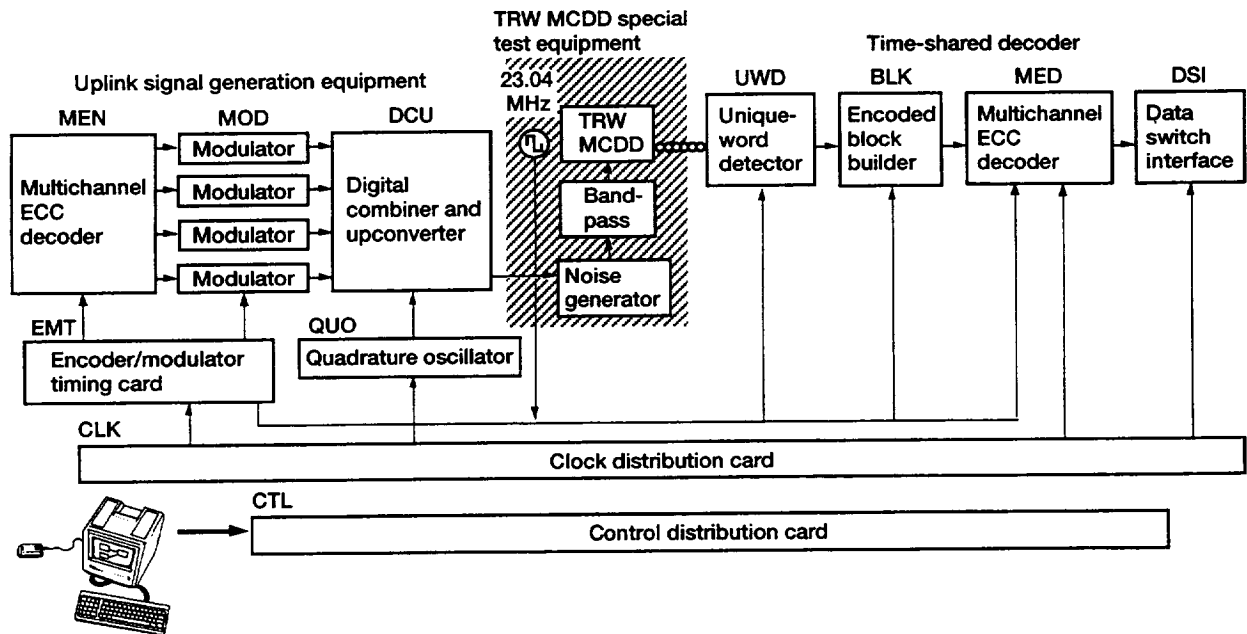 TRW MCDD special
test equipment
Time-shared decoder
Uplink signal generation equipment
23.04
MHz
UWD
BLK
MED
DSI
MEN
MOD
DCU
Multichannel
ECC
decoder
Modulator
Modulator
Modulator
Modulator
Digital
combiner and
upconverter
TRW
MCDD
Band-
pass
Noise
generator
Unique-
word
detector
Encoded
block
builder
Multichannel
ECC
decoder
Data
switch
interface
EMT
Encoder/modulator
timing card
QUO
Quadrature oscillator
CLK
Clock distribution card
CTL
Control distribution card